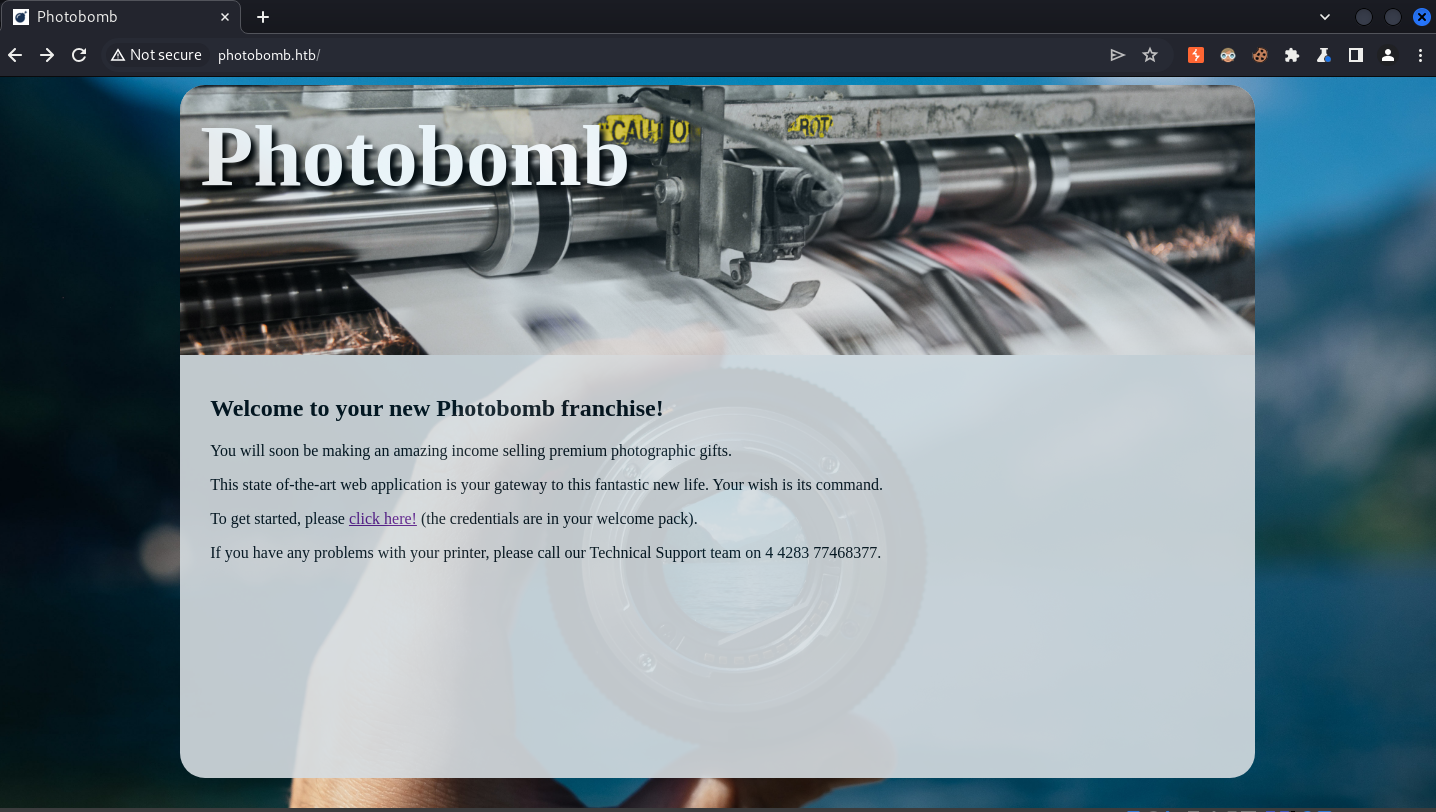 Photobomb
Not secure photobomb.htb/
CAUTIO ROT
Photobomb
Welcome to your new Photobomb franchise!
You will soon be making an amazing income selling premium photographic gifts.
This state of-the-art web application is your gateway to this fantastic new life. Your wish is its command.
To get started, please click here! (the credentials are in your welcome pack).
If you have any problems with your printer, please call our Technical Support team on 4 4283 77468377.